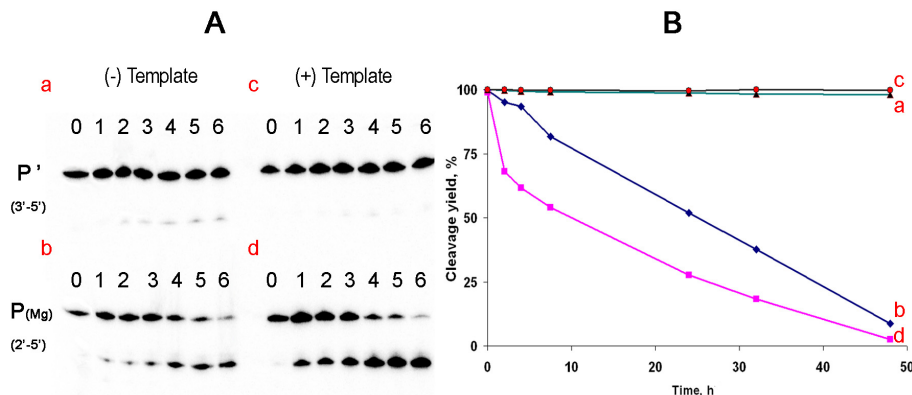 A
B
a
(-) Template
c
(+) Template
0 1 2 3 4 5 6
0 1 2 3 4 5 6
P'
(3'-5')
b
d
0 1 2 3 4 5 6
0 1 2 3 4 5 6
P(Mg)
(2'-5')
Cleavage yield, %
100
75
50
25
0
0 10 20 30 40 50
Time, h
c
a
b
d